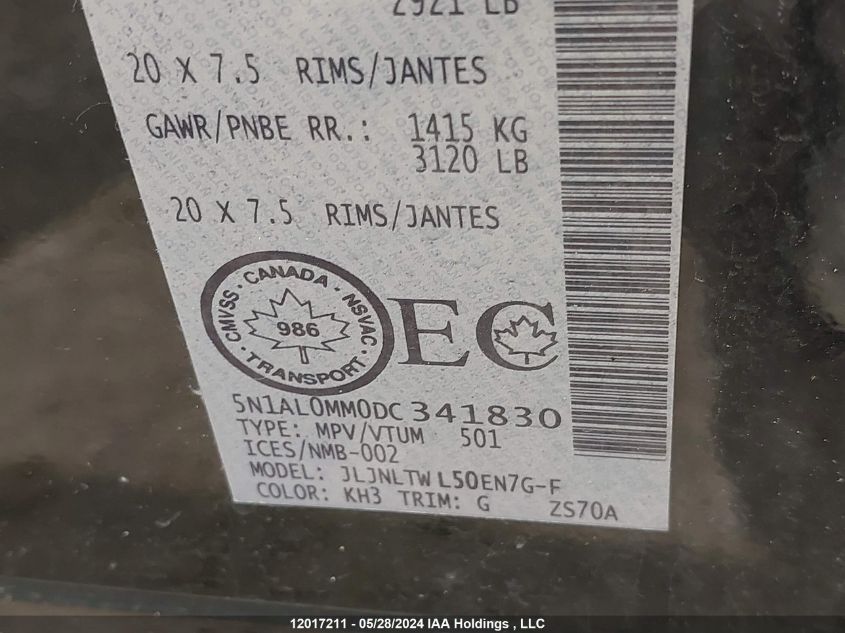 2921 LB
20 X 7.5 RIMS/JANTES
GAWR/PNBE RR.: 1415 KG
3120 LB
20 X 7.5 RIMS/JANTES
CMVSS · CANADA · NSVAC · TRANSPORT ·
986
EC
5N1AL0MM0DC341830
TYPE: MPV/VTUM 501
ICES/NMB-002
MODEL: JLJNLTW L50EN7G-F
COLOR: KH3 TRIM: G ZS70A
12017211 - 05/28/2024 IAA Holdings , LLC